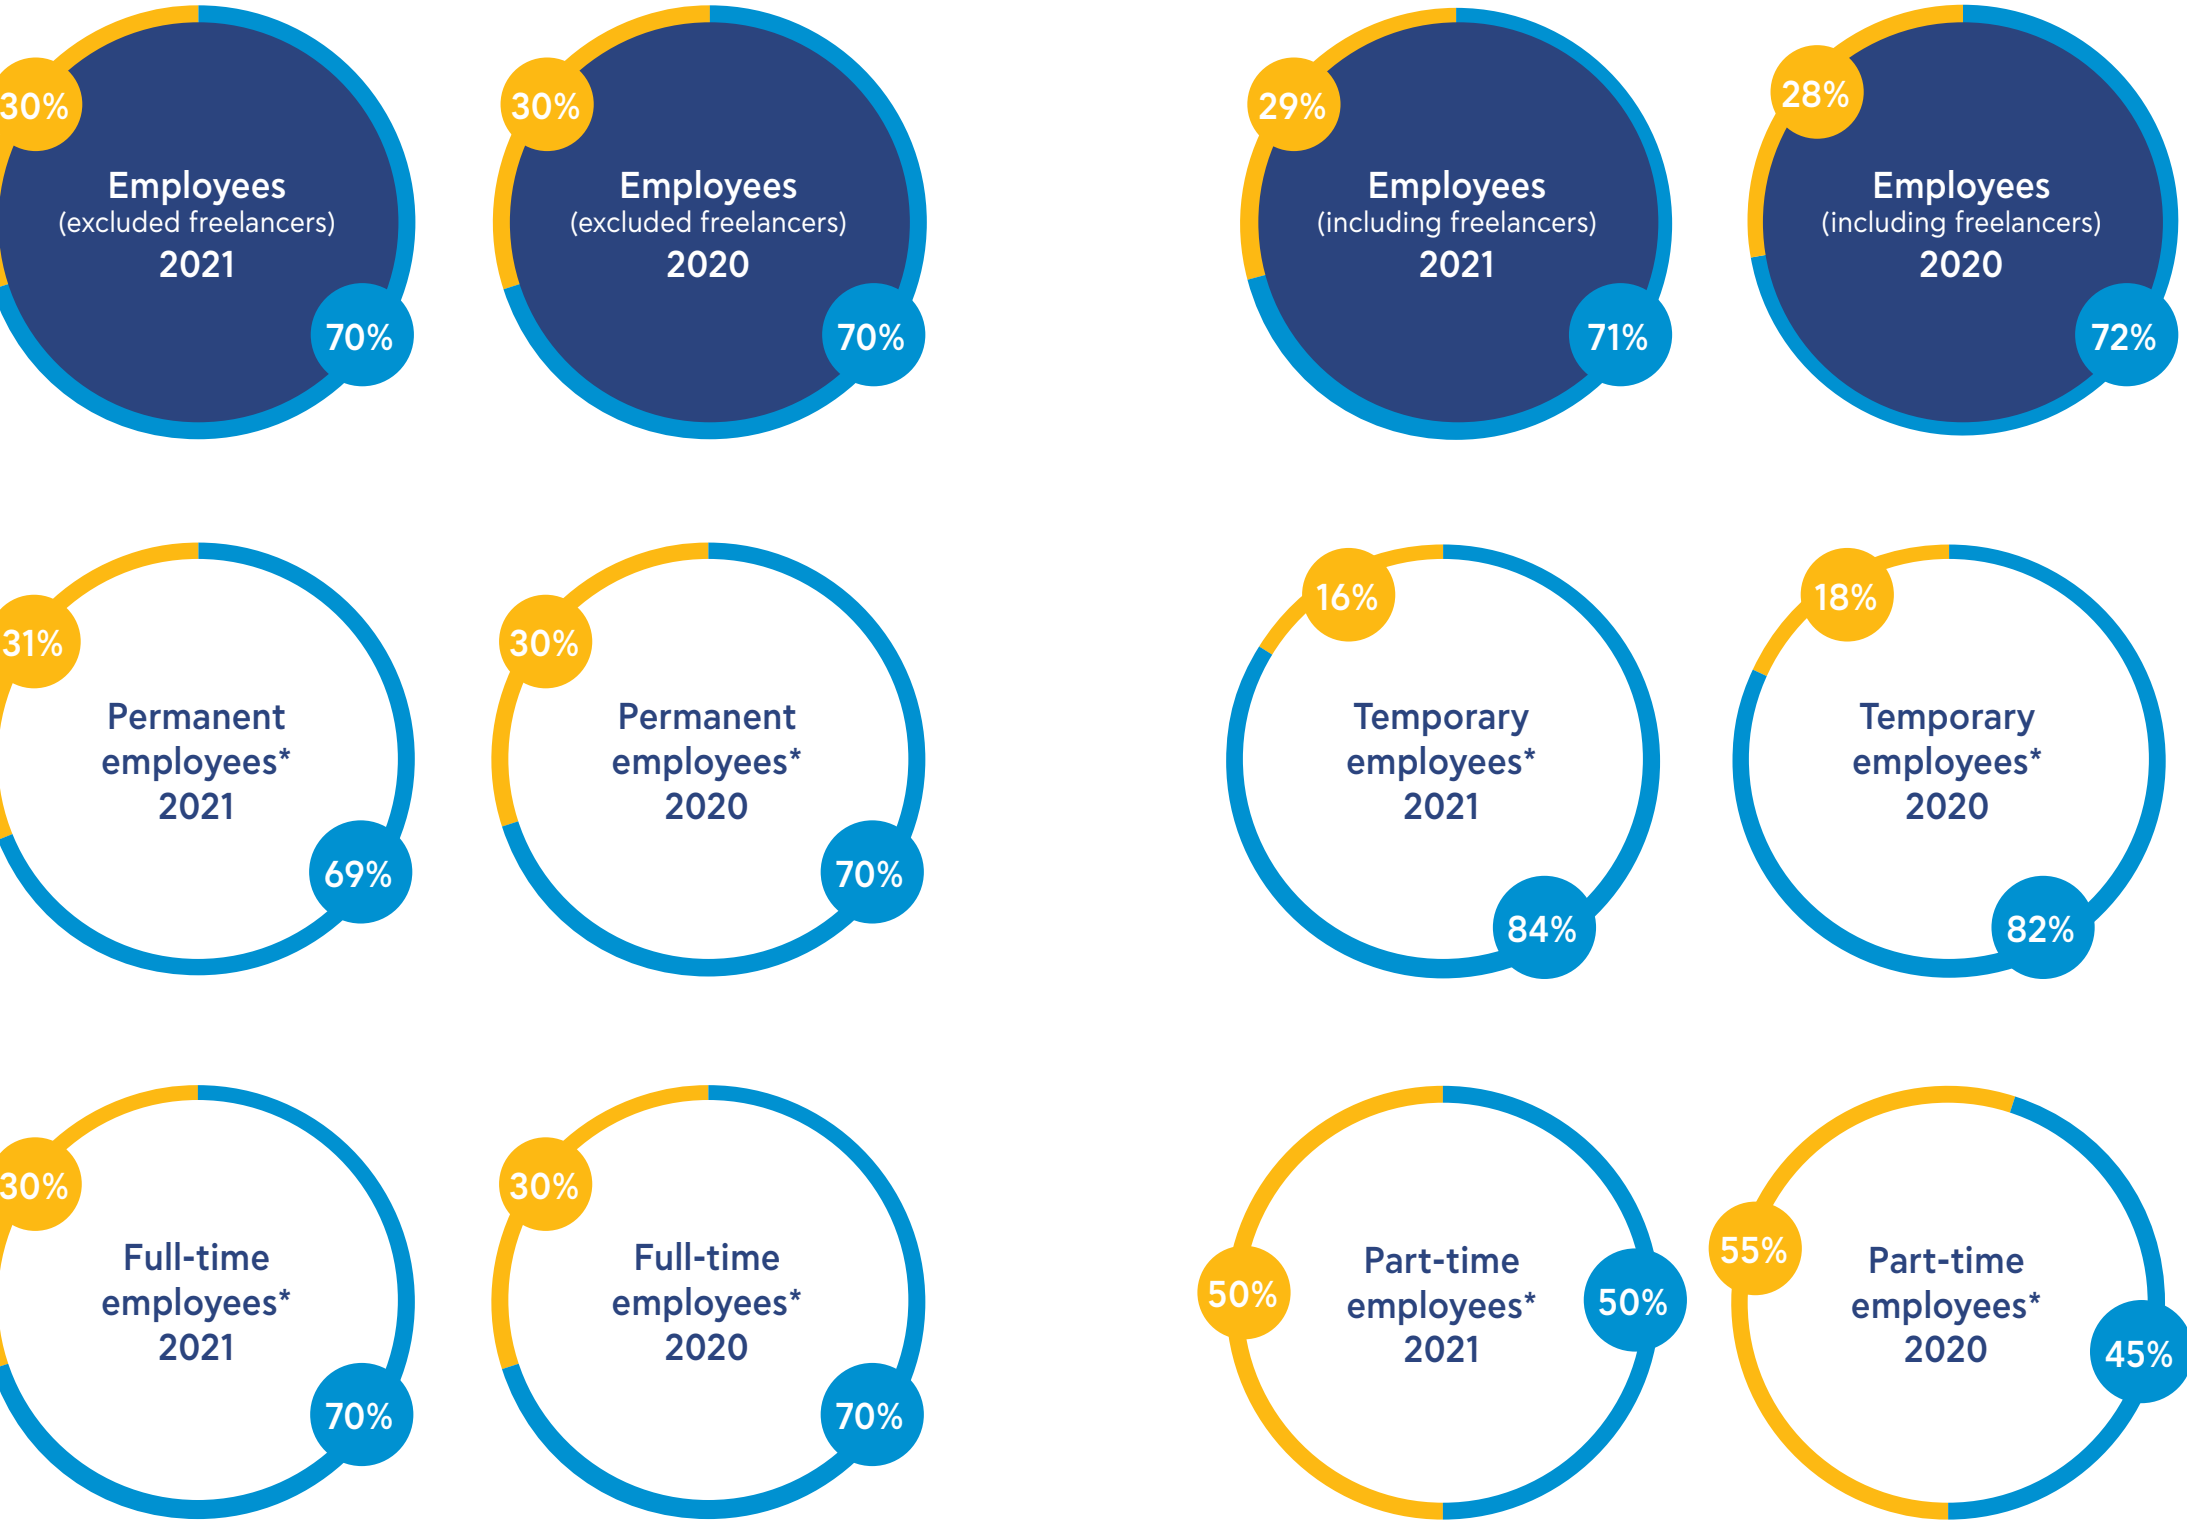 30%
Employees
(excluded freelancers)
2021
70%
30%
Employees
(excluded freelancers)
2020
70%
29%
Employees
(including freelancers)
2021
71%
28%
Employees
(including freelancers)
2020
72%
31%
Permanent
employees*
2021
69%
30%
Permanent
employees*
2020
70%
16%
Temporary
employees*
2021
84%
18%
Temporary
employees*
2020
82%
30%
Full-time
employees*
2021
70%
30%
Full-time
employees*
2020
70%
50%
Part-time
employees*
2021
50%
55%
Part-time
employees*
2020
45%